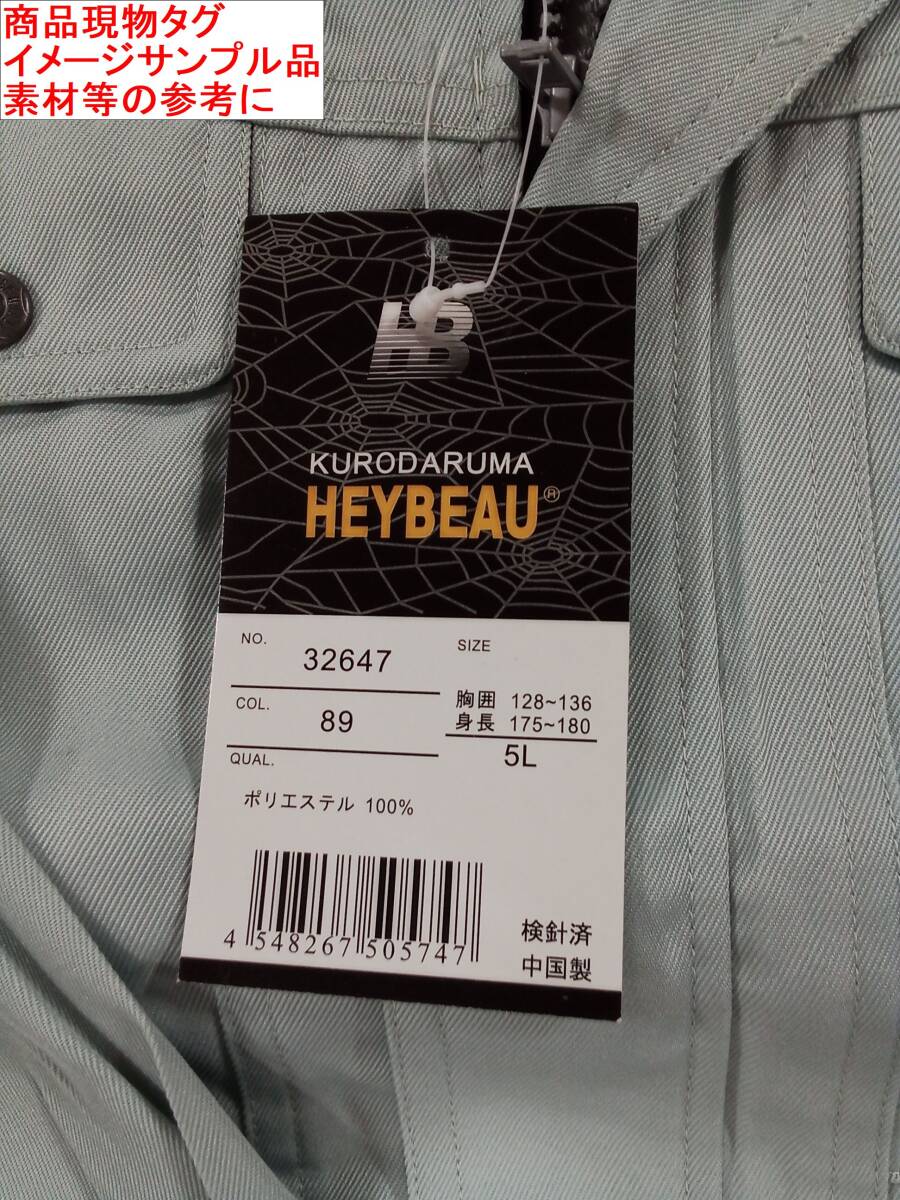 商品現物タグ
イメージサンプル品
素材等の参考に
HB
KURODARUMA
HEYBEAU®
NO.
32647
COL.
89
QUAL.
ポリエステル 100%
SIZE
胸囲 128~136
身長 175~180
5L
4 548267 505747
検針済
中国製